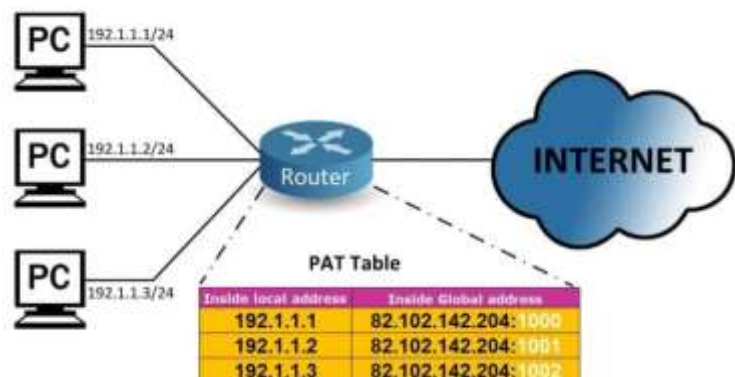 PC
192.1.1.1/24
PC
192.1.1.2/24
PC
192.1.1.3/24
Router
INTERNET
PAT Table
Inside local address Inside Global address
192.1.1.1 82.102.142.204:1000
192.1.1.2 82.102.142.204:1001
192.1.1.3 82.102.142.204:1002